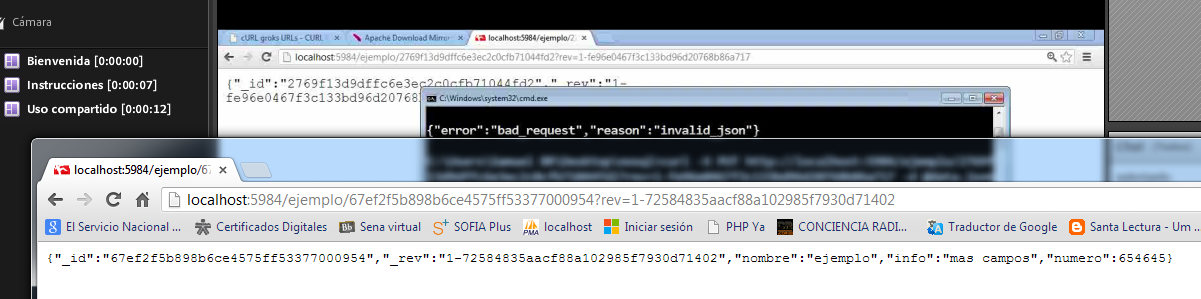 Cámara
Bienvenida [0:00:00]
Instrucciones [0:00:07]
Uso compartido [0:00:12]
cURL groks URLs - CURL
Apache Download Mirror
localhost:5984/ejemplo/2
localhost:5984/ejemplo/2769f13d9dffc6e3ec2c0cfb71044fd2?rev=1-fe96e0467f3c133bd96d20768b86a717
{"_id":"2769f13d9dffc6e3ec2c0cfb71044fd2","_rev":"1-
fe96e0467f3c133bd96d20768
C:\Windows\system32\cmd.exe
{"error":"bad_request","reason":"invalid_json"}
localhost:5984/ejemplo/67
localhost:5984/ejemplo/67ef2f5b898b6ce4575ff53377000954?rev=1-72584835aacf88a102985f7930d71402
El Servicio Nacional ...
Certificados Digitales
Bb Sena virtual
SOFIA Plus
PMA localhost
Iniciar sesión
PHP Ya
CONCIENCIA RADI...
Traductor de Google
Santa Lectura - Um ...
{"_id":"67ef2f5b898b6ce4575ff53377000954","_rev":"1-72584835aacf88a102985f7930d71402","nombre":"ejemplo","info":"mas campos","numero":654645}